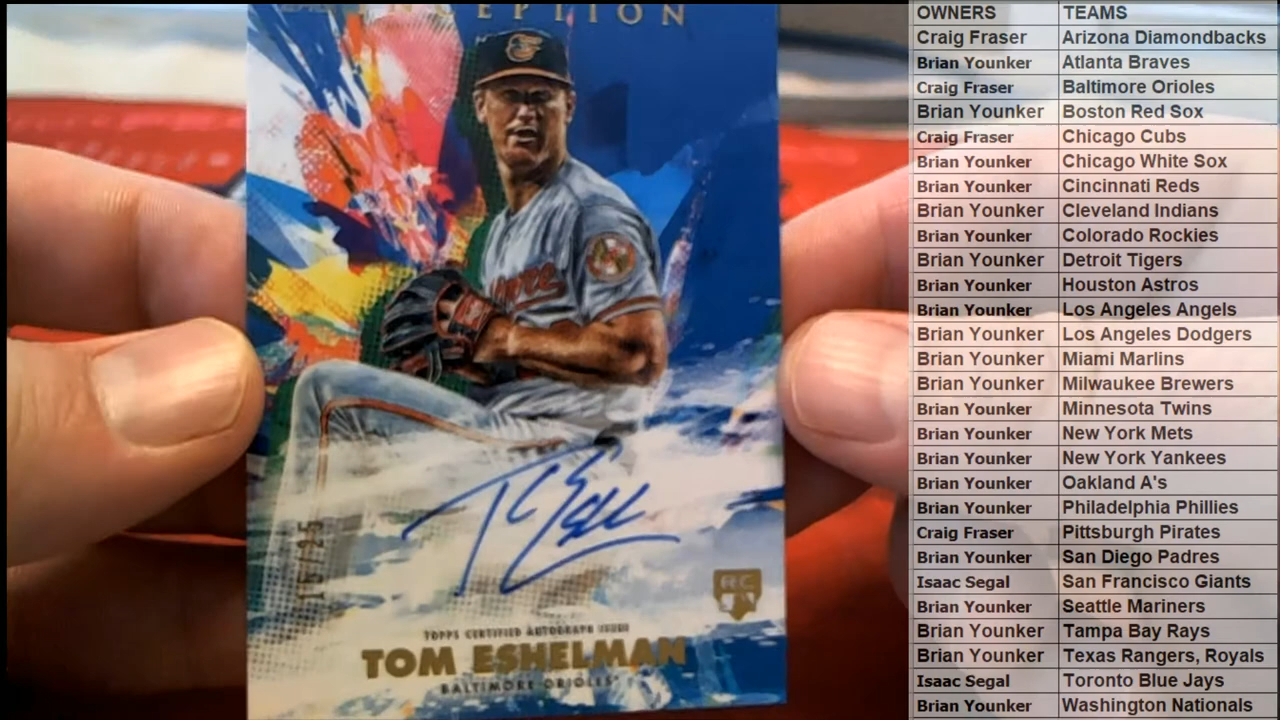 INCEPTION
TOPPS CERTIFIED AUTOGRAPH ISSUE
RC
TOM ESHELMAN
BALTIMORE ORIOLES
OWNERS TEAMS
Craig Fraser Arizona Diamondbacks
Brian Younker Atlanta Braves
Craig Fraser Baltimore Orioles
Brian Younker Boston Red Sox
Craig Fraser Chicago Cubs
Brian Younker Chicago White Sox
Brian Younker Cincinnati Reds
Brian Younker Cleveland Indians
Brian Younker Colorado Rockies
Brian Younker Detroit Tigers
Brian Younker Houston Astros
Brian Younker Los Angeles Angels
Brian Younker Los Angeles Dodgers
Brian Younker Miami Marlins
Brian Younker Milwaukee Brewers
Brian Younker Minnesota Twins
Brian Younker New York Mets
Brian Younker New York Yankees
Brian Younker Oakland A's
Brian Younker Philadelphia Phillies
Craig Fraser Pittsburgh Pirates
Brian Younker San Diego Padres
Isaac Segal San Francisco Giants
Brian Younker Seattle Mariners
Brian Younker Tampa Bay Rays
Brian Younker Texas Rangers, Royals
Isaac Segal Toronto Blue Jays
Brian Younker Washington Nationals